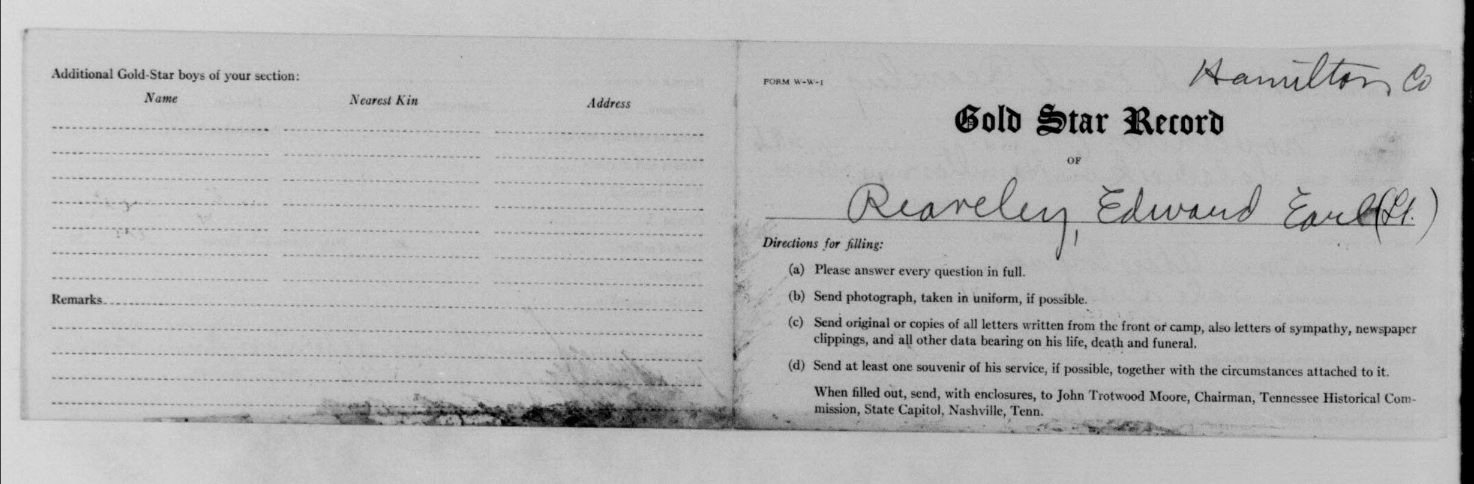 Additional Gold-Star boys of your section:
Name Nearest Kin Address
Remarks
FORM W-W-1
Hamilton Co
Gold Star Record
OF
Reaveley, Edward Earl (Lt.)
Directions for filling:
(a) Please answer every question in full.
(b) Send photograph, taken in uniform, if possible.
(c) Send original or copies of all letters written from the front or camp, also letters of sympathy, newspaper
clippings, and all other data bearing on his life, death and funeral.
(d) Send at least one souvenir of his service, if possible, together with the circumstances attached to it.
When filled out, send, with enclosures, to John Trotwood Moore, Chairman, Tennessee Historical Com-
mission, State Capitol, Nashville, Tenn.